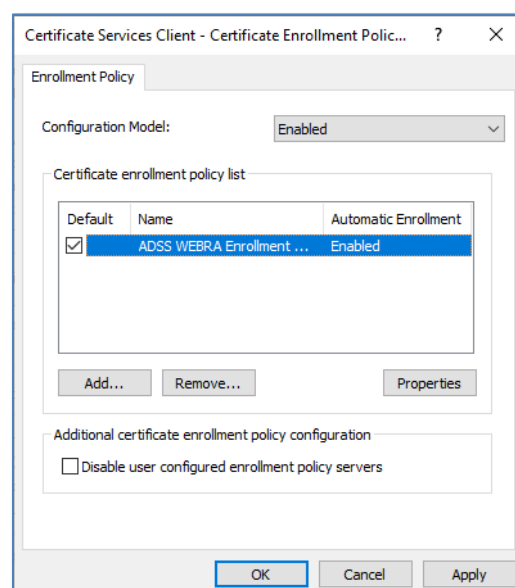 Certificate Services Client - Certificate Enrollment Polic... ?
Enrollment Policy
Configuration Model: Enabled
Certificate enrollment policy list
Default Name Automatic Enrollment
ADSS WEBRA Enrollment ... Enabled
Add... Remove... Properties
Additional certificate enrollment policy configuration
Disable user configured enrollment policy servers
OK Cancel Apply